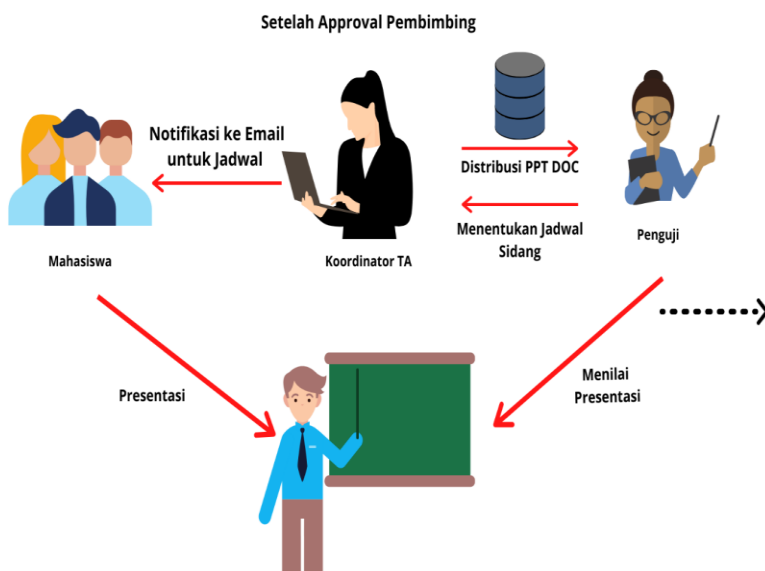 Setelah Approval Pembimbing
Notifikasi ke Email
untuk Jadwal
Distribusi PPT DOC
Menentukan Jadwal
Sidang
Mahasiswa
Koordinator TA
Penguji
Presentasi
Menilai
Presentasi